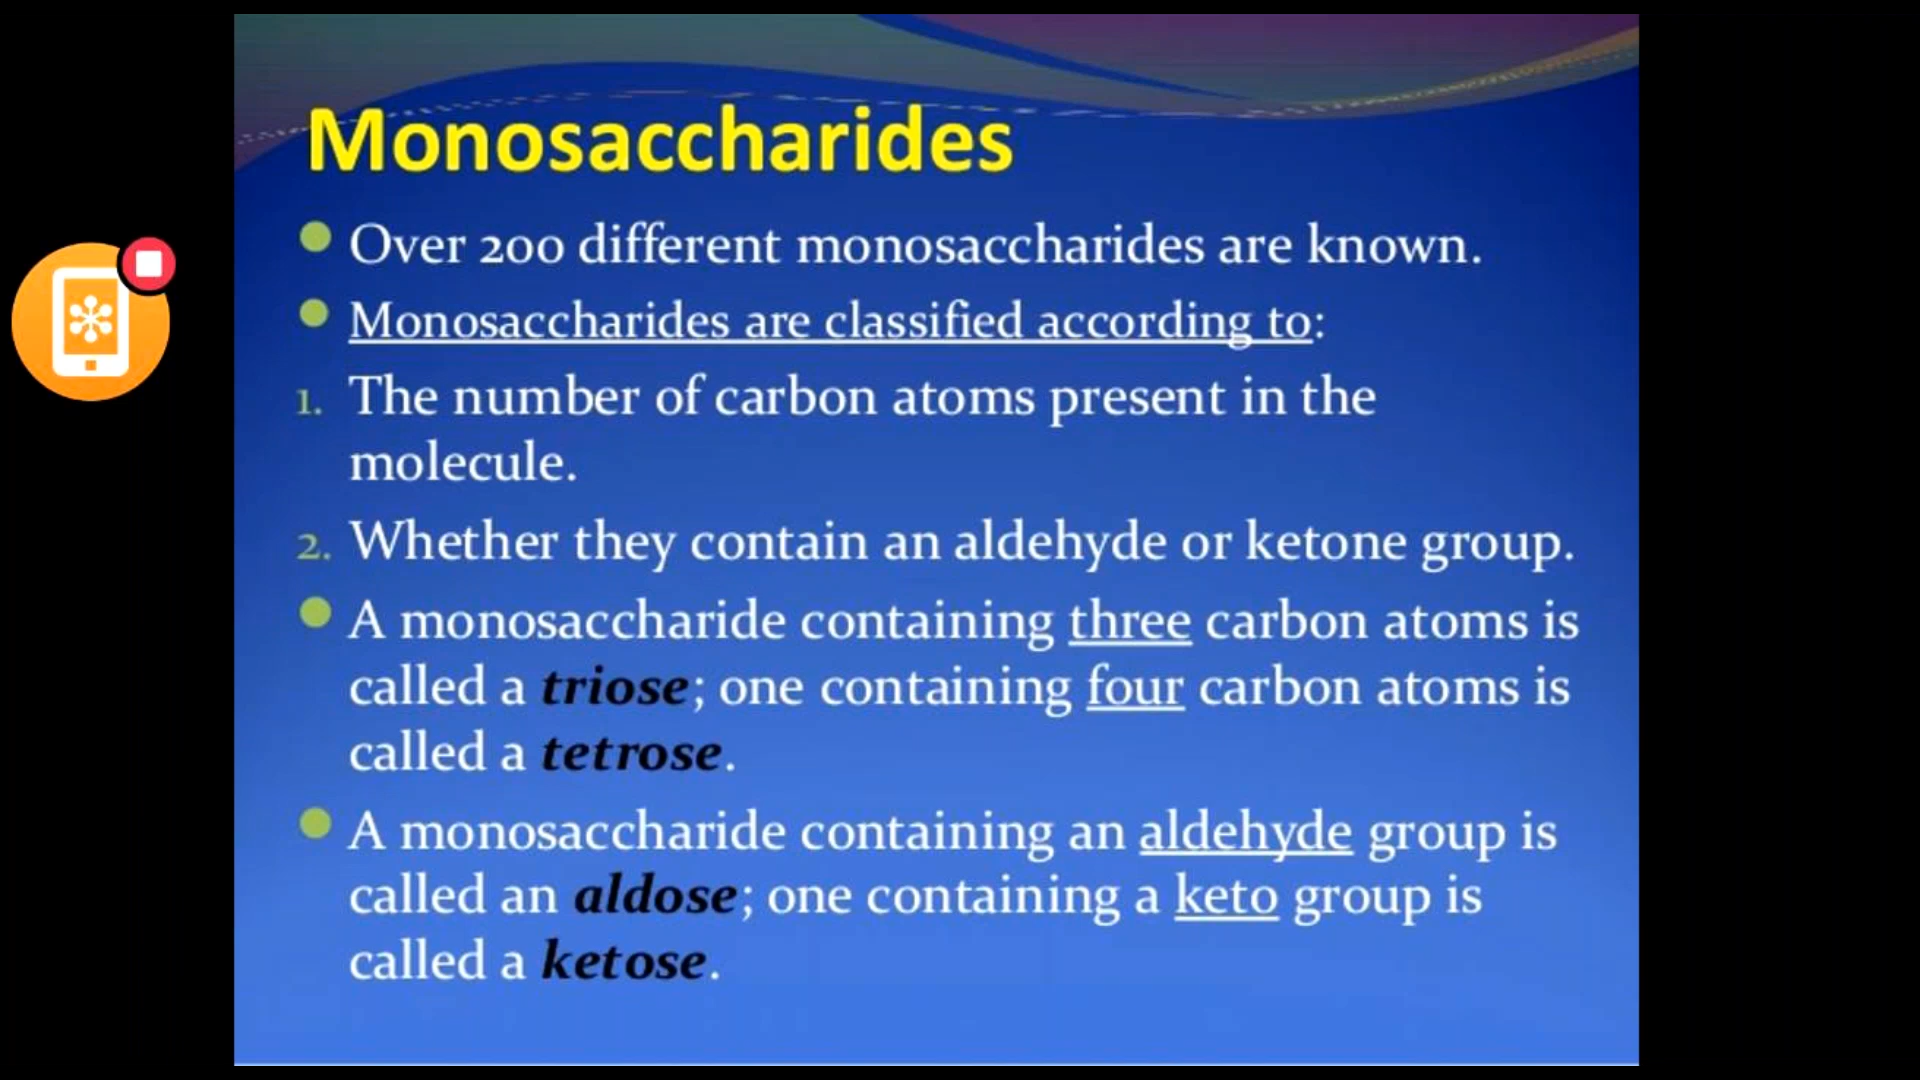 Monosaccharides
Over 200 different monosaccharides are known.
Monosaccharides are classified according to:
1. The number of carbon atoms present in the
molecule.
2. Whether they contain an aldehyde or ketone group.
A monosaccharide containing three carbon atoms is
called a triose; one containing four carbon atoms is
called a tetrose.
A monosaccharide containing an aldehyde group is
called an aldose; one containing a keto group is
called a ketose.